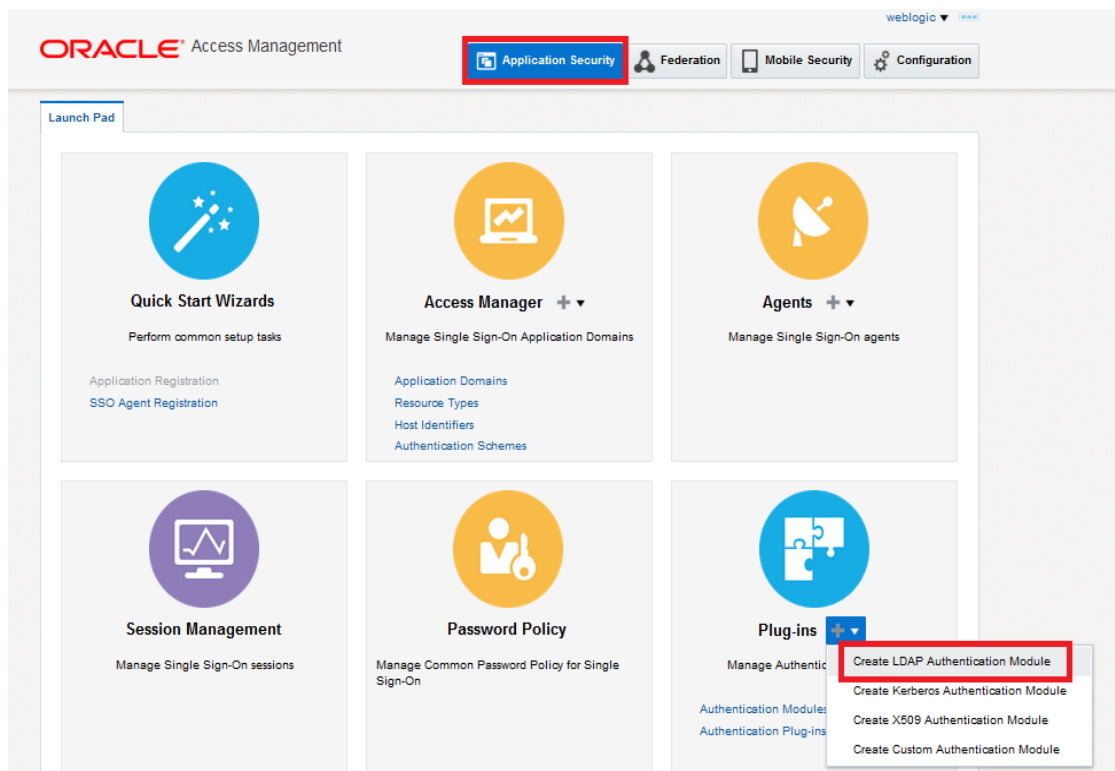 weblogic
ORACLE Access Management
Application Security
Federation
Mobile Security
Configuration
Launch Pad
Quick Start Wizards
Perform common setup tasks
Application Registration
SSO Agent Registration
Access Manager
Manage Single Sign-On Application Domains
Application Domains
Resource Types
Host Identifiers
Authentication Schemes
Agents
Manage Single Sign-On agents
Session Management
Manage Single Sign-On sessions
Password Policy
Manage Common Password Policy for Single
Sign-On
Plug-ins
Manage
Authentication Modules
Authentication Plug-ins
Create LDAP Authentication Module
Create Kerberos Authentication Module
Create X509 Authentication Module
Create Custom Authentication Module